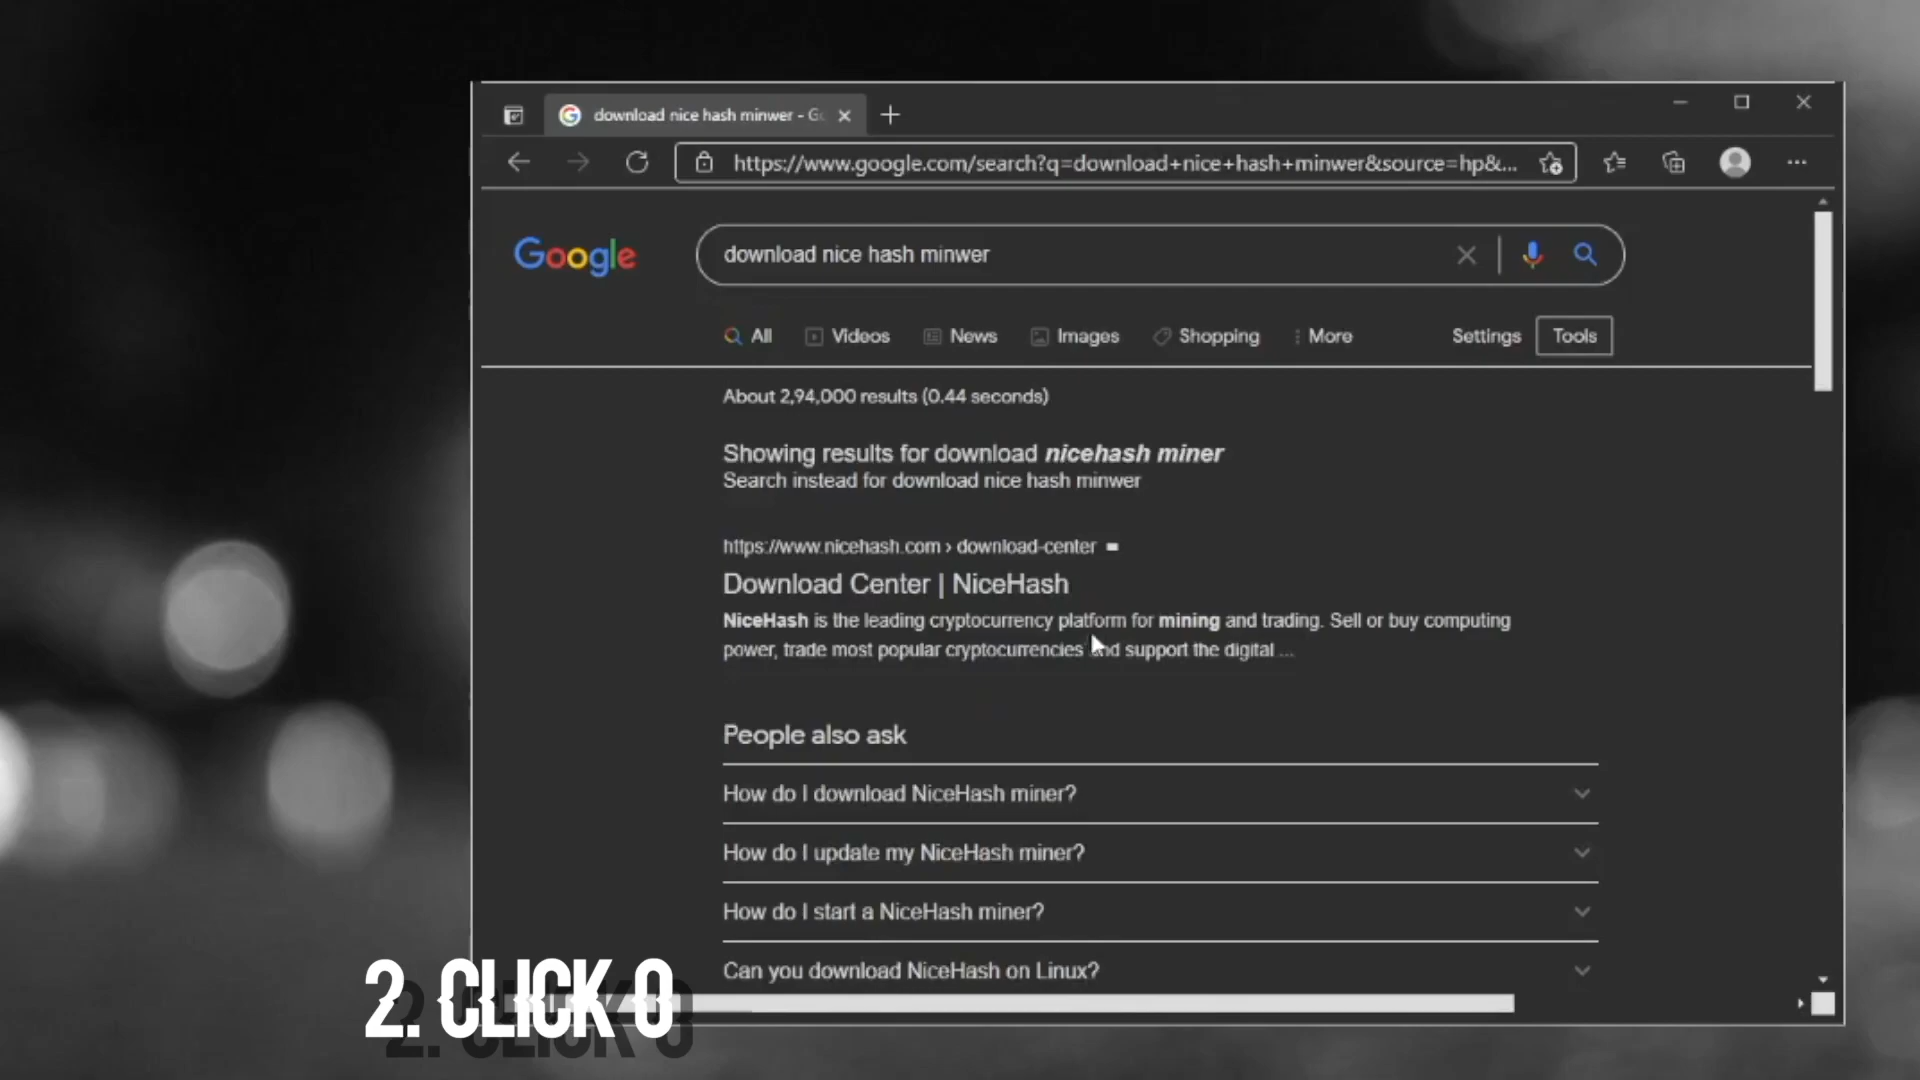 download nice hash minwer - G
https://www.google.com/search?q=download+nice+hash+minwer&source=hp&...
Google
download nice hash minwer
All Videos News Images Shopping More Settings Tools
About 2,94,000 results (0.44 seconds)
Showing results for download nicehash miner
Search instead for download nice hash minwer
https://www.nicehash.com › download-center
Download Center | NiceHash
NiceHash is the leading cryptocurrency platform for mining and trading. Sell or buy computing
power, trade most popular cryptocurrencies and support the digital ...
People also ask
How do I download NiceHash miner?
How do I update my NiceHash miner?
How do I start a NiceHash miner?
Can you download NiceHash on Linux?
2. CLICK O